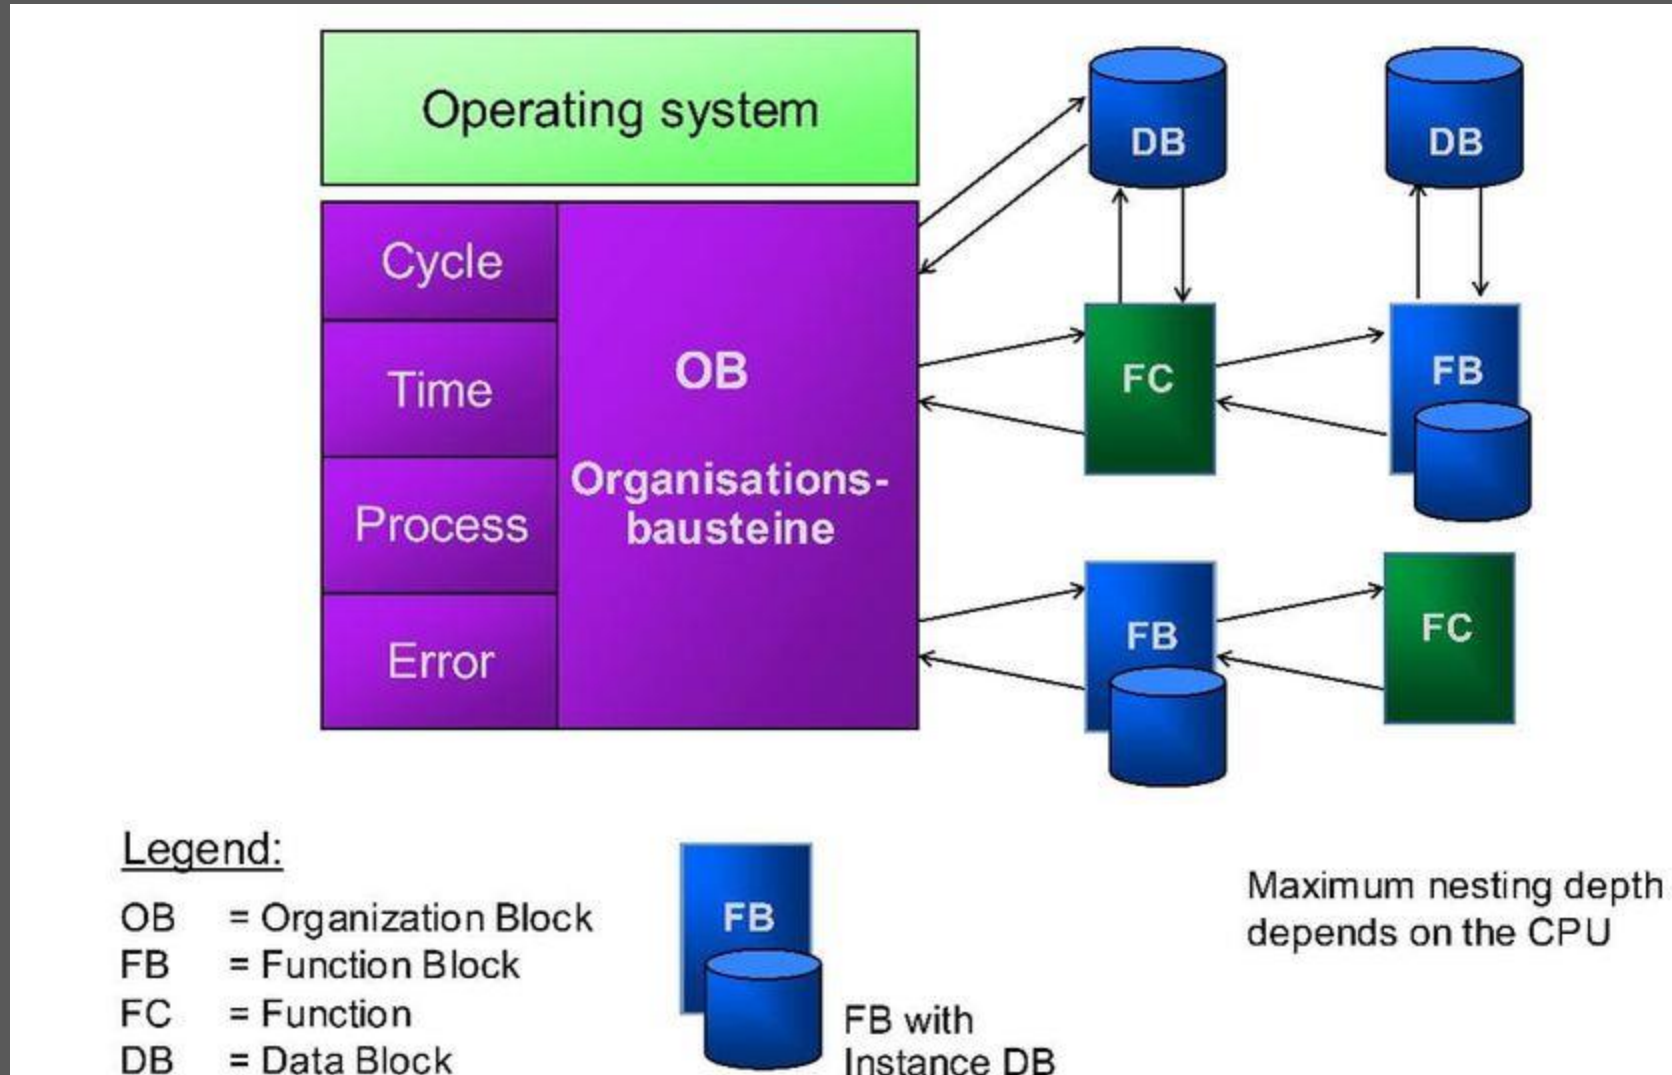 Operating system
Cycle
Time
Process
Error
OB
Organisations-
bausteine
DB
DB
FC
FB
FB
FC
Legend:
OB = Organization Block
FB = Function Block
FC = Function
DB = Data Block
FB
FB with
Instance DB
Maximum nesting depth
depends on the CPU